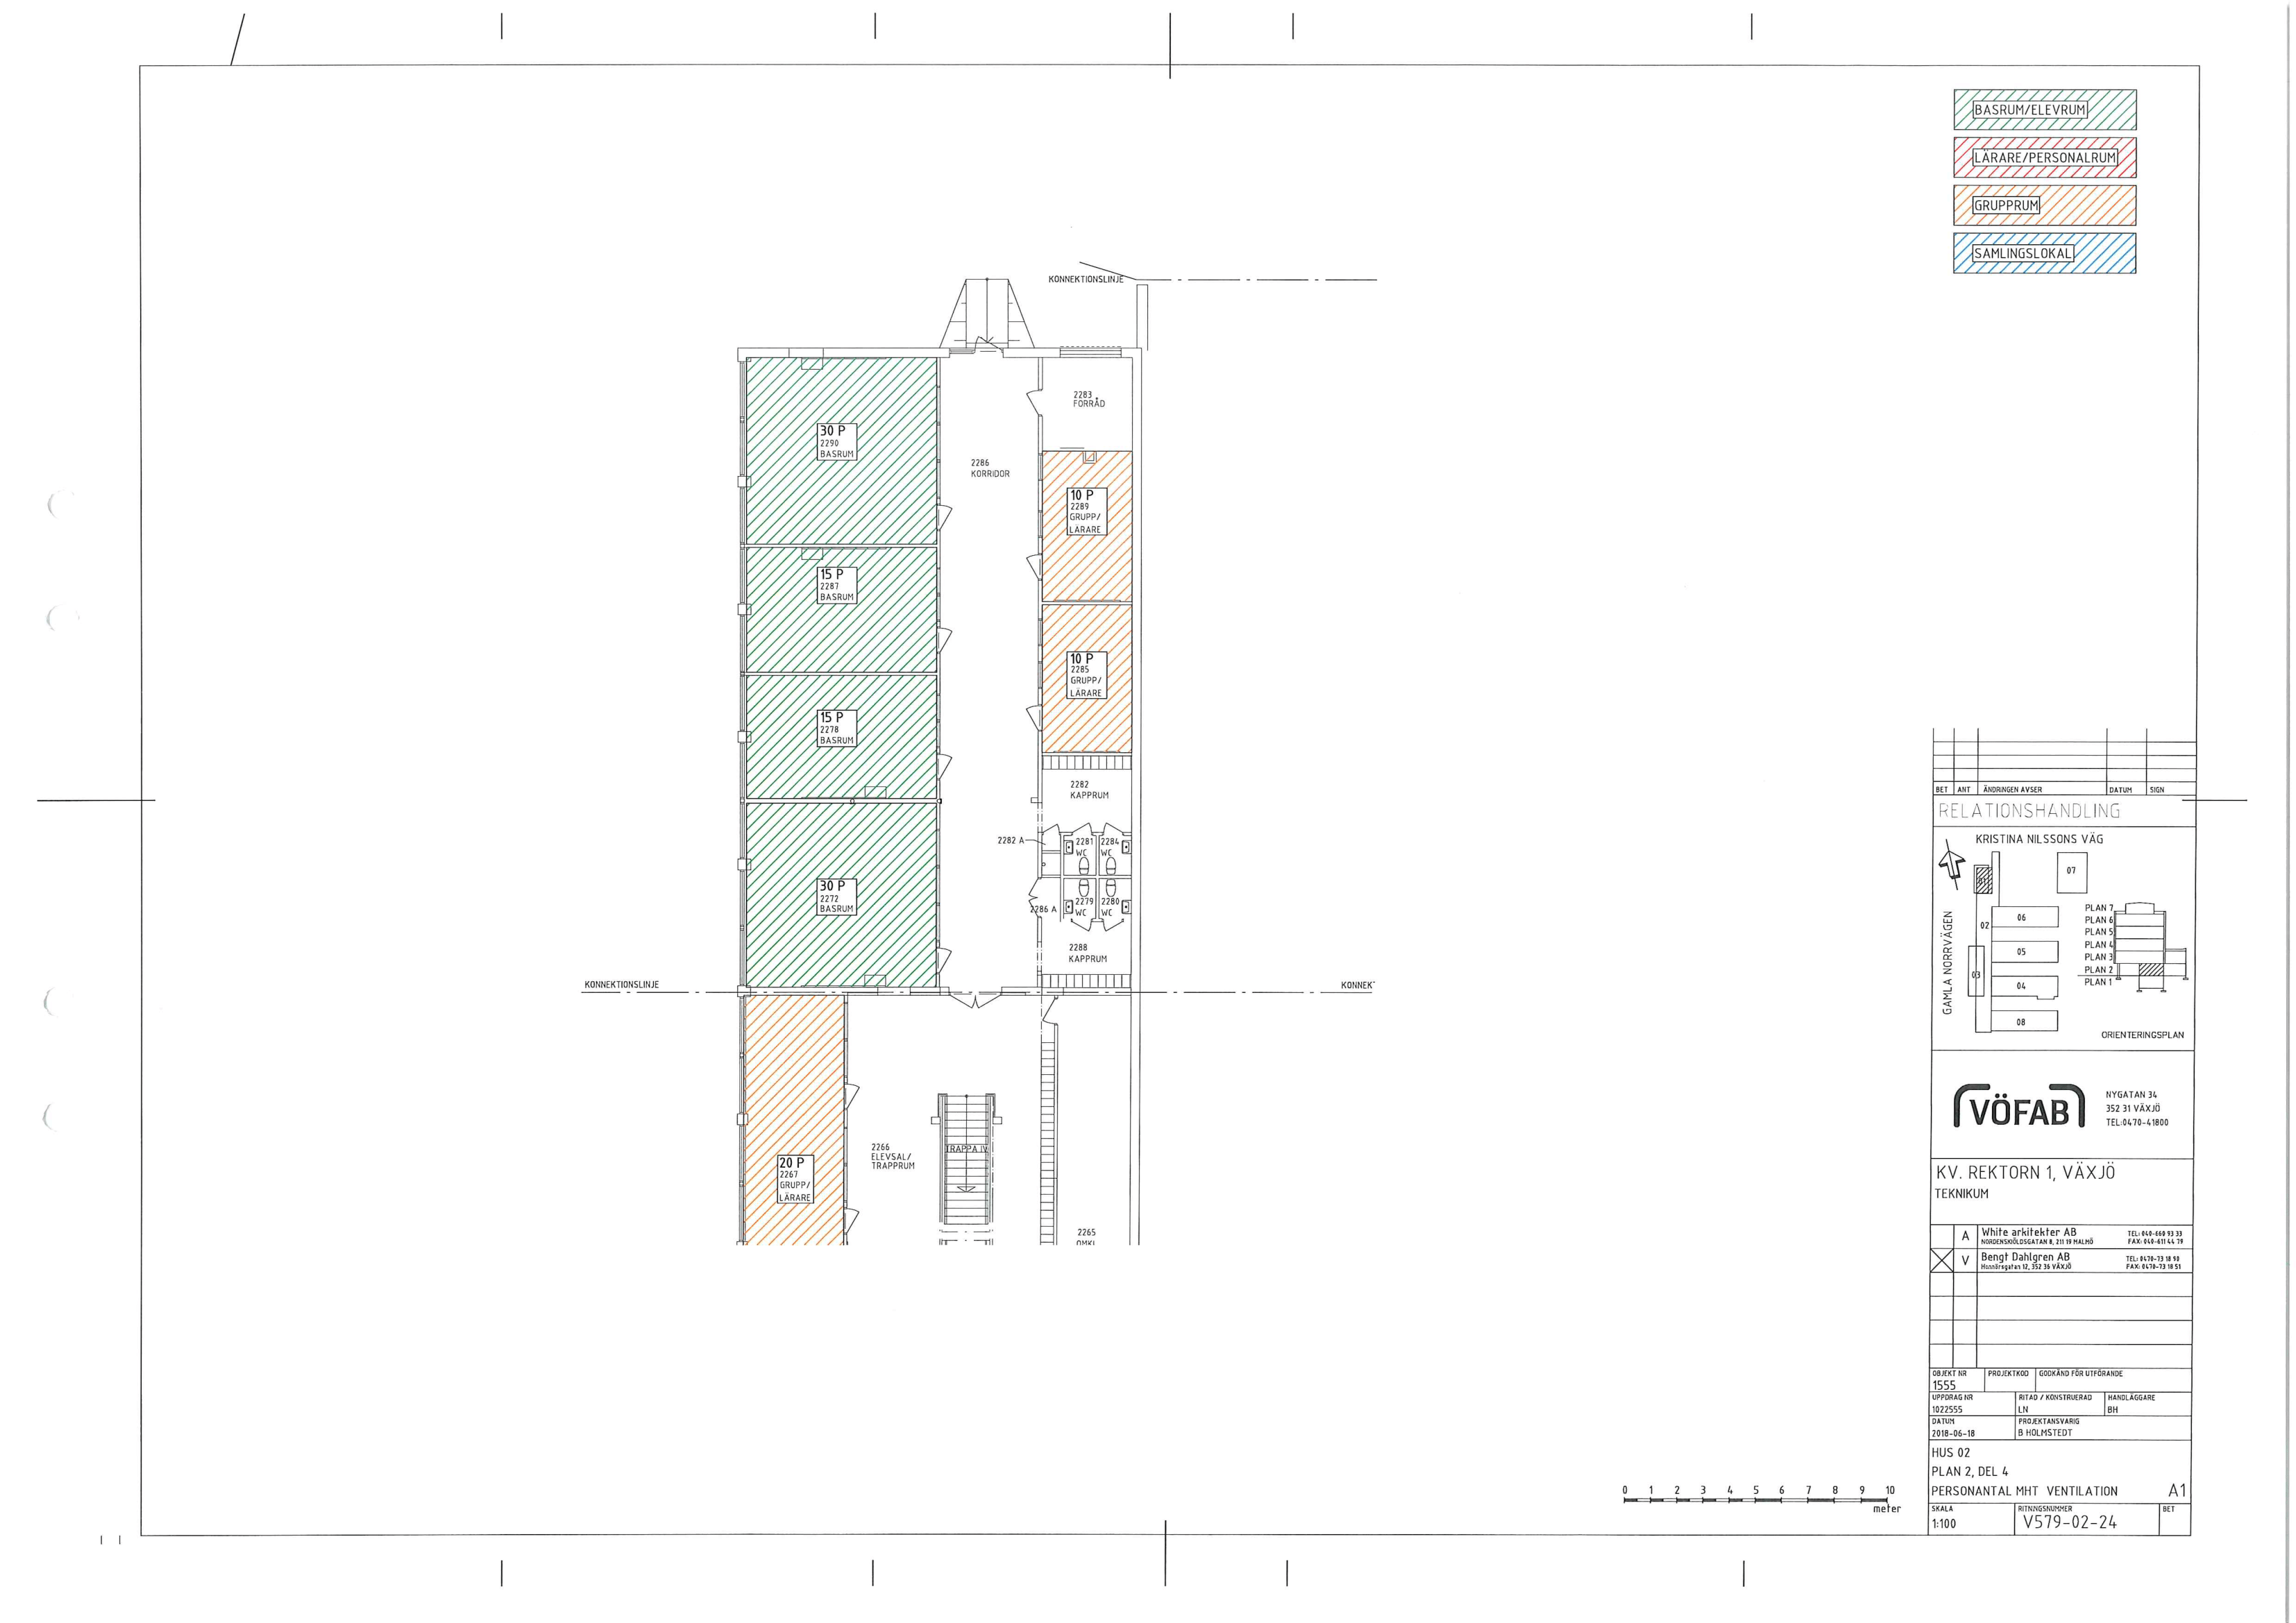 BASRUM/ELEVRUM
LÄRARE/PERSONALRUM
GRUPPRUM
SAMLINGSLOKAL
KONNEKTIONSLINJE
2283
FÖRRÅD
30 P
2290
BASRUM
2286
KORRIDOR
10 P
2289
GRUPP/
LÄRARE
15 P
2287
BASRUM
10 P
2285
GRUPP/
LÄRARE
15 P
2278
BASRUM
2282
KAPPRUM
2282 A
2281
WC
2284
WC
30 P
2272
BASRUM
2286 A
2279
WC
2280
WC
2288
KAPPRUM
KONNEKTIONSLINJE
KONNEK
2266
ELEVSAL/
TRAPPRUM
TRAPPA IV
20 P
2267
GRUPP/
LÄRARE
2265
0 1 2 3 4 5 6 7 8 9 10
meter
BET ANT ÄNDRINGEN AVSER DATUM SIGN
RELATIONSHANDLING
KRISTINA NILSSONS VÄG
GAMLA NORRVÄGEN
01
07
06
02
05
03
04
08
PLAN 7
PLAN 6
PLAN 5
PLAN 4
PLAN 3
PLAN 2
PLAN 1
ORIENTERINGSPLAN
VÖFAB
NYGATAN 34
352 31 VÄXJÖ
TEL:0470-41800
KV. REKTORN 1, VÄXJÖ
TEKNIKUM
A White arkitekter AB TEL: 040-660 93 33
NORDENSKIÖLDSGATAN 8, 211 19 MALMÖ FAX: 040-611 44 79
V Bengt Dahlgren AB TEL: 0470-73 18 90
Honnörsgatan 12, 352 36 VÄXJÖ FAX: 0470-73 18 51
OBJEKT NR PROJEKTKOD GODKÄND FÖR UTFÖRANDE
1555
UPPDRAG NR RITAD / KONSTRUERAD HANDLÄGGARE
1022555 LN BH
DATUM PROJEKTANSVARIG
2018-06-18 B HOLMSTEDT
HUS 02
PLAN 2, DEL 4
PERSONANTAL MHT VENTILATION A1
SKALA RITNINGSNUMMER BET
1:100 V579-02-24